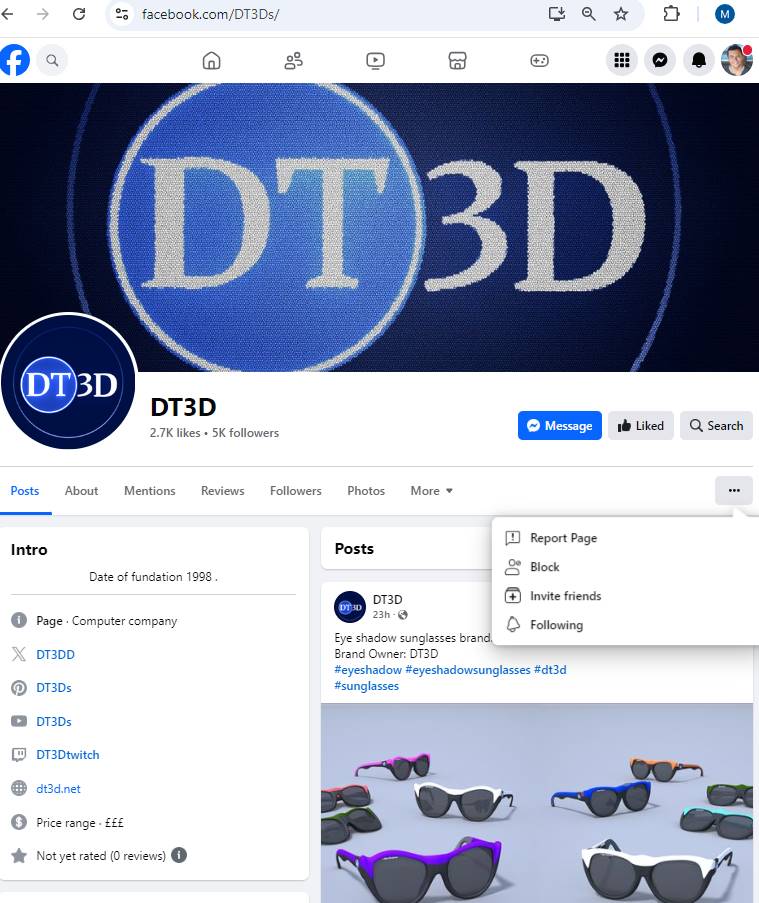 facebook.com/DT3Ds/
M
DT3D
DT3D
DT3D
2.7K likes • 5K followers
Message
Liked
Search
Posts
About
Mentions
Reviews
Followers
Photos
More
Report Page
Block
Invite friends
Following
Intro
Date of fundation 1998 .
Page · Computer company
DT3DD
DT3Ds
DT3Ds
DT3Dtwitch
dt3d.net
Price range · £££
Not yet rated (0 reviews)
Posts
DT3D
DT3D
23h ·
Eye shadow sunglasses brand.
Brand Owner: DT3D
#eyeshadow #eyeshadowsunglasses #dt3d
#sunglasses